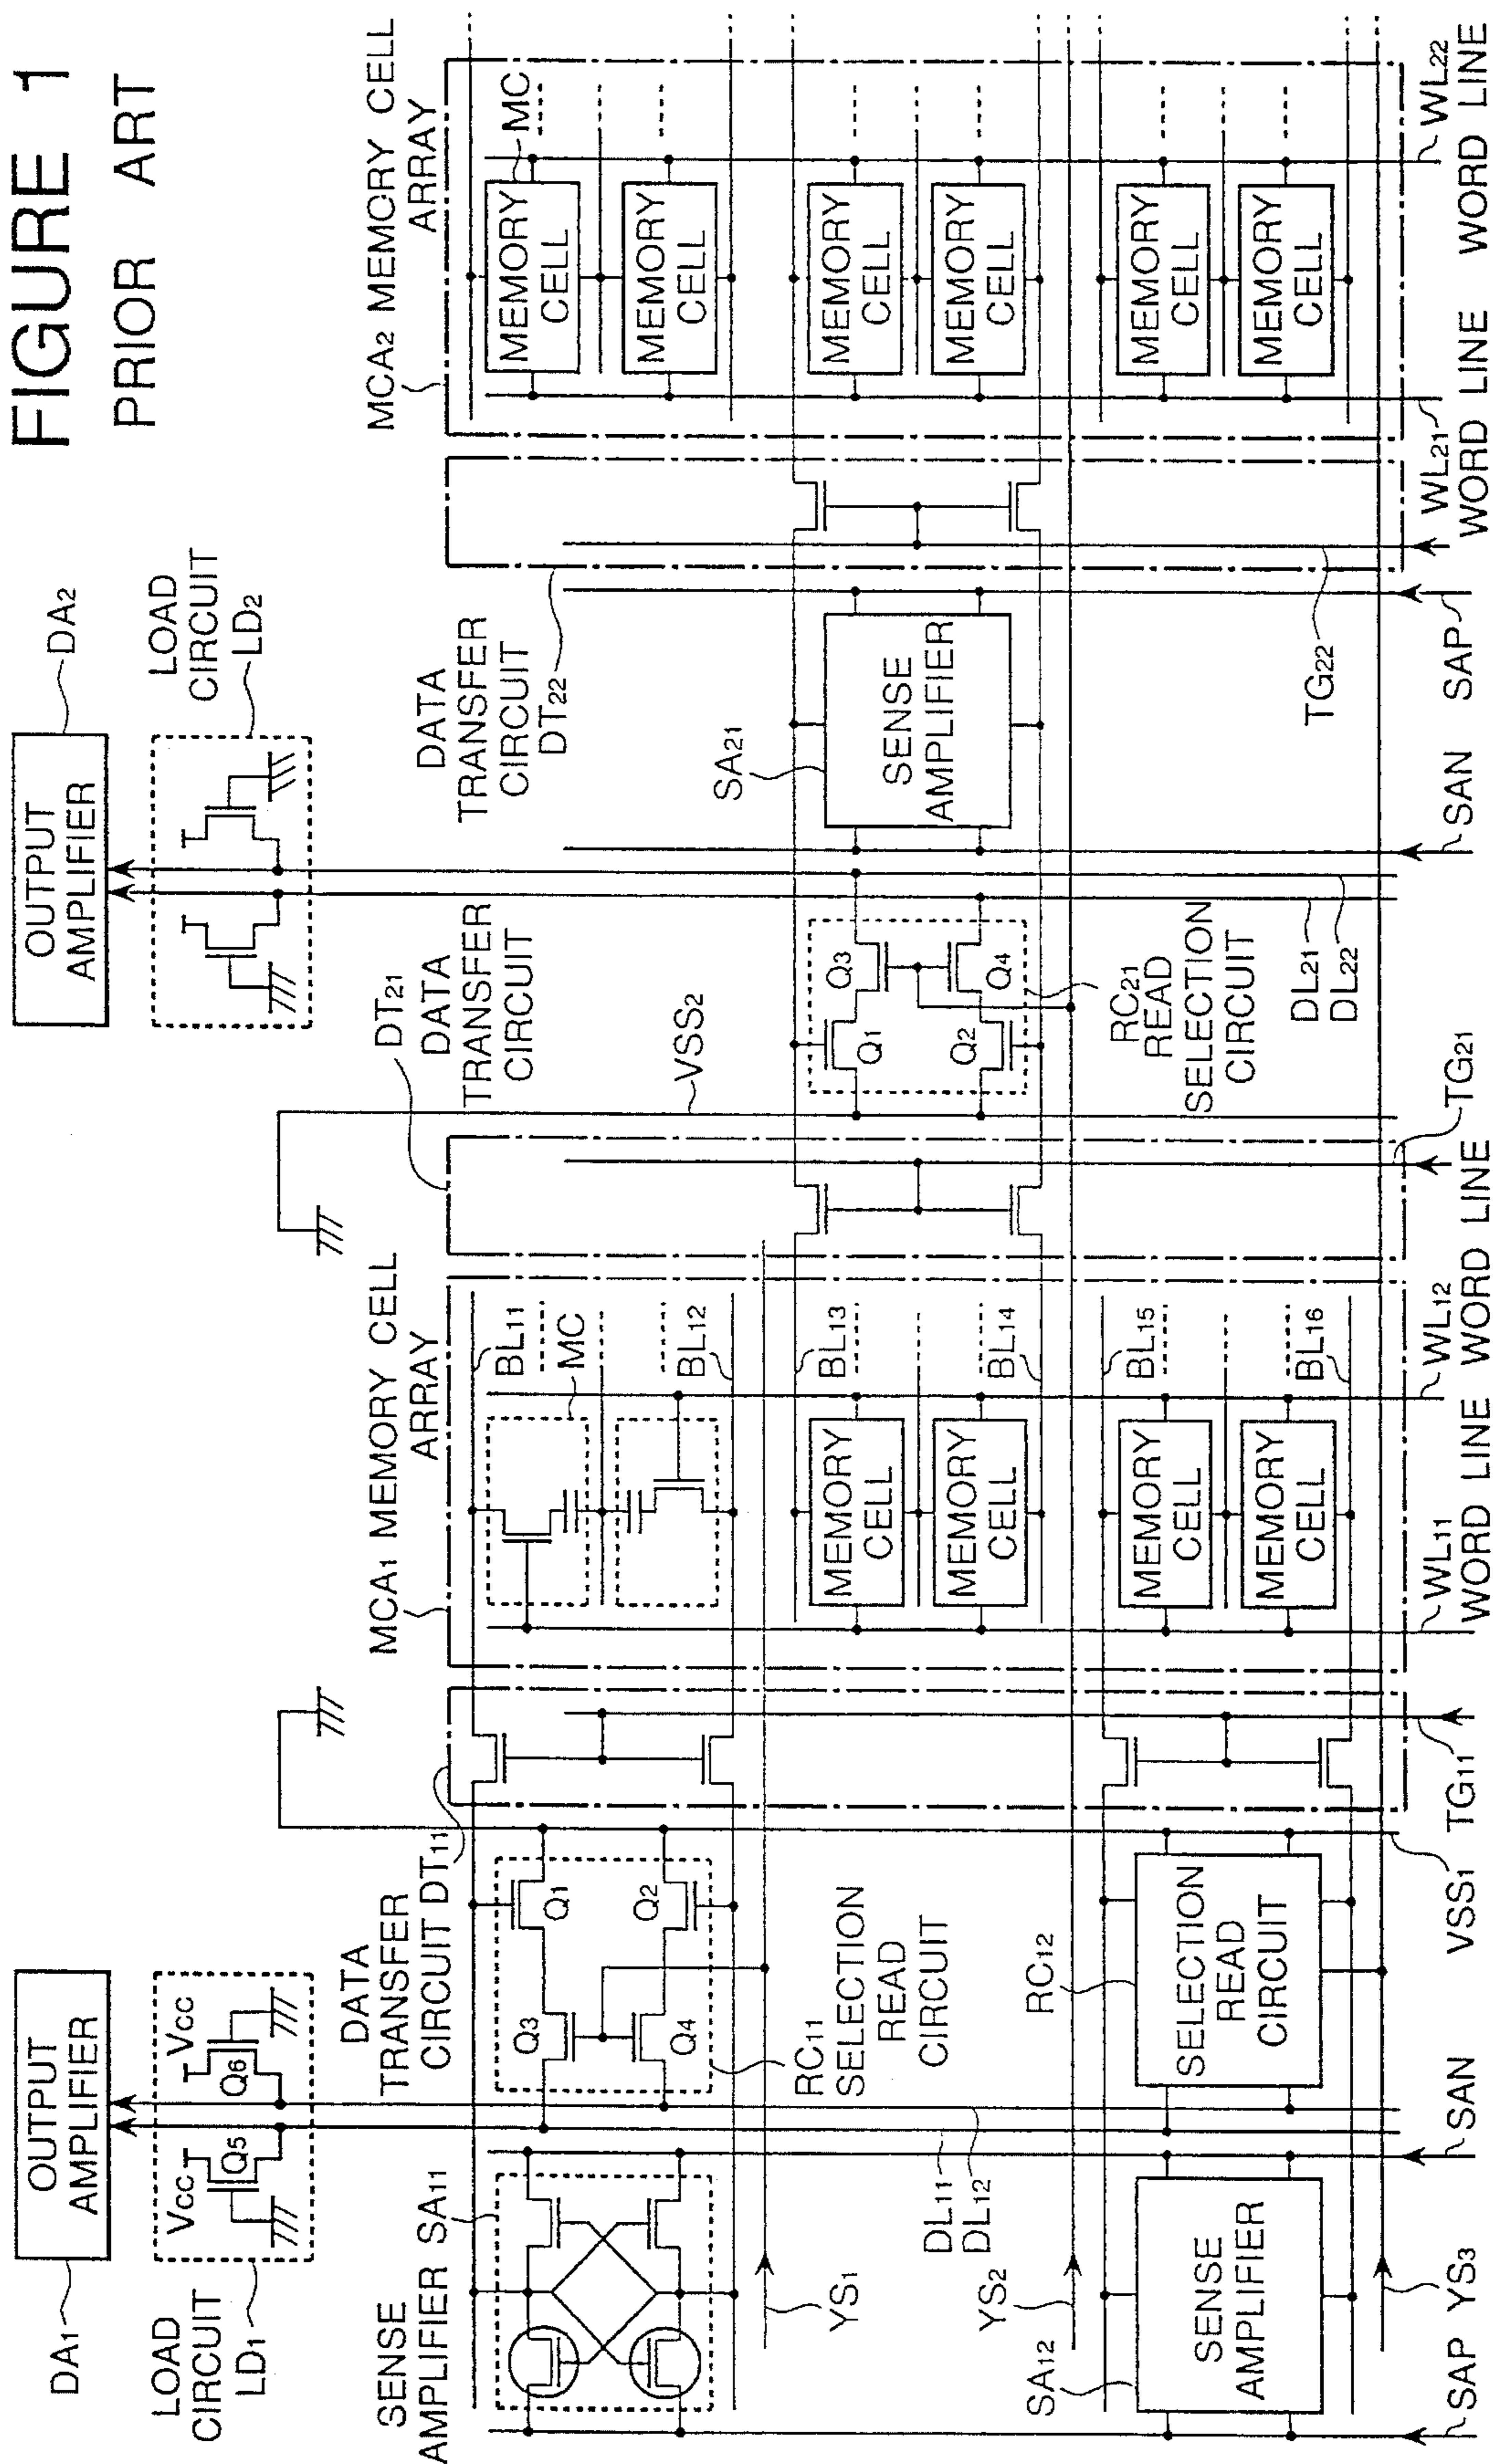 FIGURE 1
PRIOR ART
DA1
OUTPUT
AMPLIFIER
OUTPUT
AMPLIFIER
DA2
LOAD
CIRCUIT
LD1
Vcc
Q5
Vcc
Q6
LOAD
CIRCUIT
LD2
SENSE
AMPLIFIER SA11
DATA
TRANSFER
CIRCUIT DT11
MCA1 MEMORY CELL
ARRAY
DT21
DATA
TRANSFER
CIRCUIT
DATA
TRANSFER
CIRCUIT
DT22
MCA2 MEMORY CELL
ARRAY
Q3
Q1
Q4
Q2
BL11
MC
BL12
VSS2
MC
MEMORY
CELL
MEMORY
CELL
RC11
SELECTION
READ
CIRCUIT
YS1
DL11
DL12
MEMORY
CELL
BL13
MEMORY
CELL
BL14
Q1
Q3
Q2
Q4
SA21
SENSE
AMPLIFIER
MEMORY
CELL
MEMORY
CELL
YS2
RC21
READ
SELECTION
CIRCUIT
SA12
SENSE
AMPLIFIER
RC12
SELECTION
READ
CIRCUIT
MEMORY
CELL
BL15
MEMORY
CELL
BL16
DL21
DL22
TG22
MEMORY
CELL
MEMORY
CELL
SAP
YS3
SAN
VSS1
TG11
WL11
WORD LINE
WL12
WORD LINE
TG21
SAN
SAP
WL21
WORD LINE
WL22
WORD LINE